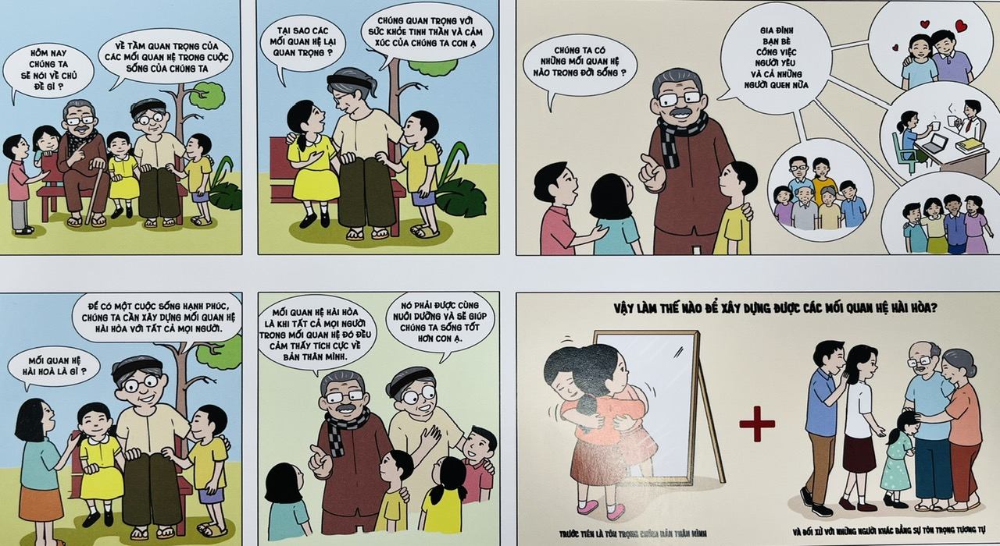 HÔM NAY
CHÚNG TA
SẼ NÓI VỀ CHỦ
ĐỀ GÌ ?
VỀ TẦM QUAN TRỌNG CỦA
CÁC MỐI QUAN HỆ TRONG CUỘC
SỐNG CỦA CHÚNG TA
TẠI SAO CÁC
MỐI QUAN HỆ LẠI
QUAN TRỌNG ?
CHÚNG QUAN TRỌNG VỚI
SỨC KHỎE TINH THẦN VÀ CẢM
XÚC CỦA CHÚNG TA CON Ạ
CHÚNG TA CÓ
NHỮNG MỐI QUAN HỆ
NÀO TRONG ĐỜI SỐNG ?
GIA ĐÌNH
BẠN BÈ
CÔNG VIỆC
NGƯỜI YÊU
VÀ CẢ NHỮNG
NGƯỜI QUEN NỮA
ĐỂ CÓ MỘT CUỘC SỐNG HẠNH PHÚC,
CHÚNG TA CẦN XÂY DỰNG MỐI QUAN HỆ
HÀI HÒA VỚI TẤT CẢ MỌI NGƯỜI.
MỐI QUAN HỆ
HÀI HOÀ LÀ GÌ ?
MỐI QUAN HỆ HÀI HÒA
LÀ KHI TẤT CẢ MỌI NGƯỜI
TRONG MỐI QUAN HỆ ĐÓ ĐỀU
CẢM THẤY TÍCH CỰC VỀ
BẢN THÂN MÌNH.
NÓ PHẢI ĐƯỢC CÙNG
NUÔI DƯỠNG VÀ SẼ GIÚP
CHÚNG TA SỐNG TỐT
HƠN CON Ạ.
VẬY LÀM THẾ NÀO ĐỂ XÂY DỰNG ĐƯỢC CÁC MỐI QUAN HỆ HÀI HÒA?
TRƯỚC TIÊN LÀ TÔN TRỌNG CHÍNH BẢN THÂN MÌNH
VÀ ĐỐI XỬ VỚI NHỮNG NGƯỜI KHÁC BẰNG SỰ TÔN TRỌNG TƯƠNG TỰ